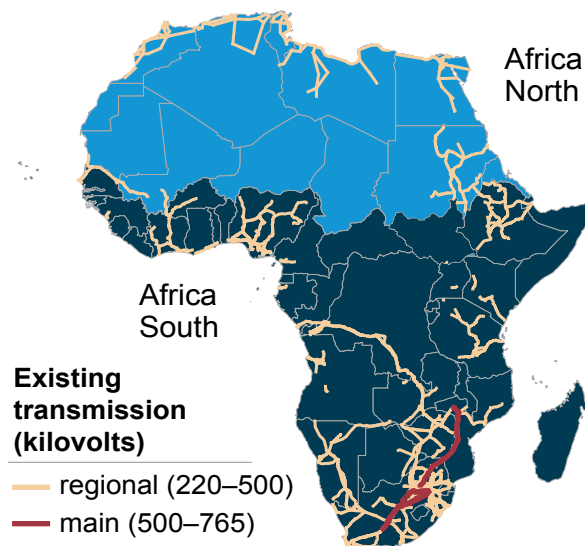 Africa
North
Africa
South
Existing
transmission
(kilovolts)
regional (220–500)
main (500–765)